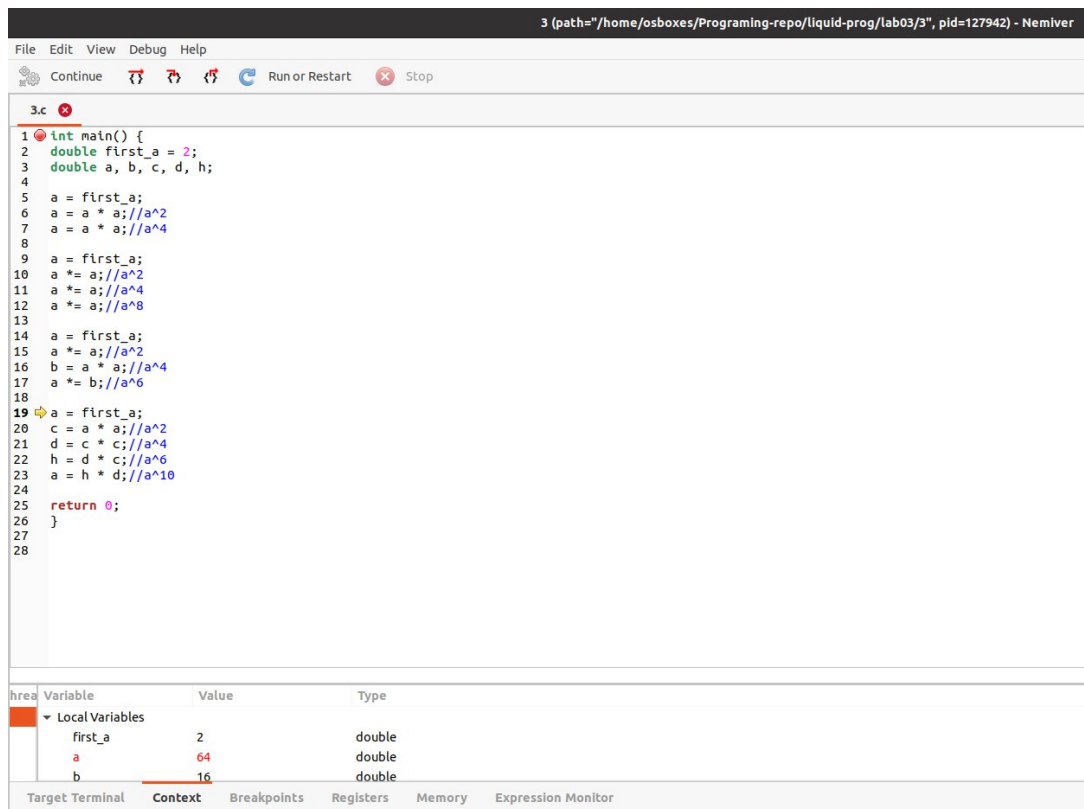 3 (path="/home/osboxes/Programing-repo/liquid-prog/lab03/3", pid=127942) - Nemiver
File Edit View Debug Help
Continue Run or Restart Stop
3.c
1 int main() {
2 double first_a = 2;
3 double a, b, c, d, h;
4
5 a = first_a;
6 a = a * a;//a^2
7 a = a * a;//a^4
8
9 a = first_a;
10 a *= a;//a^2
11 a *= a;//a^4
12 a *= a;//a^8
13
14 a = first_a;
15 a *= a;//a^2
16 b = a * a;//a^4
17 a *= b;//a^6
18
19 a = first_a;
20 c = a * a;//a^2
21 d = c * c;//a^4
22 h = d * c;//a^6
23 a = h * d;//a^10
24
25 return 0;
26 }
27
28
hrea Variable Value Type
Local Variables
first_a 2 double
a 64 double
b 16 double
Target Terminal Context Breakpoints Registers Memory Expression Monitor